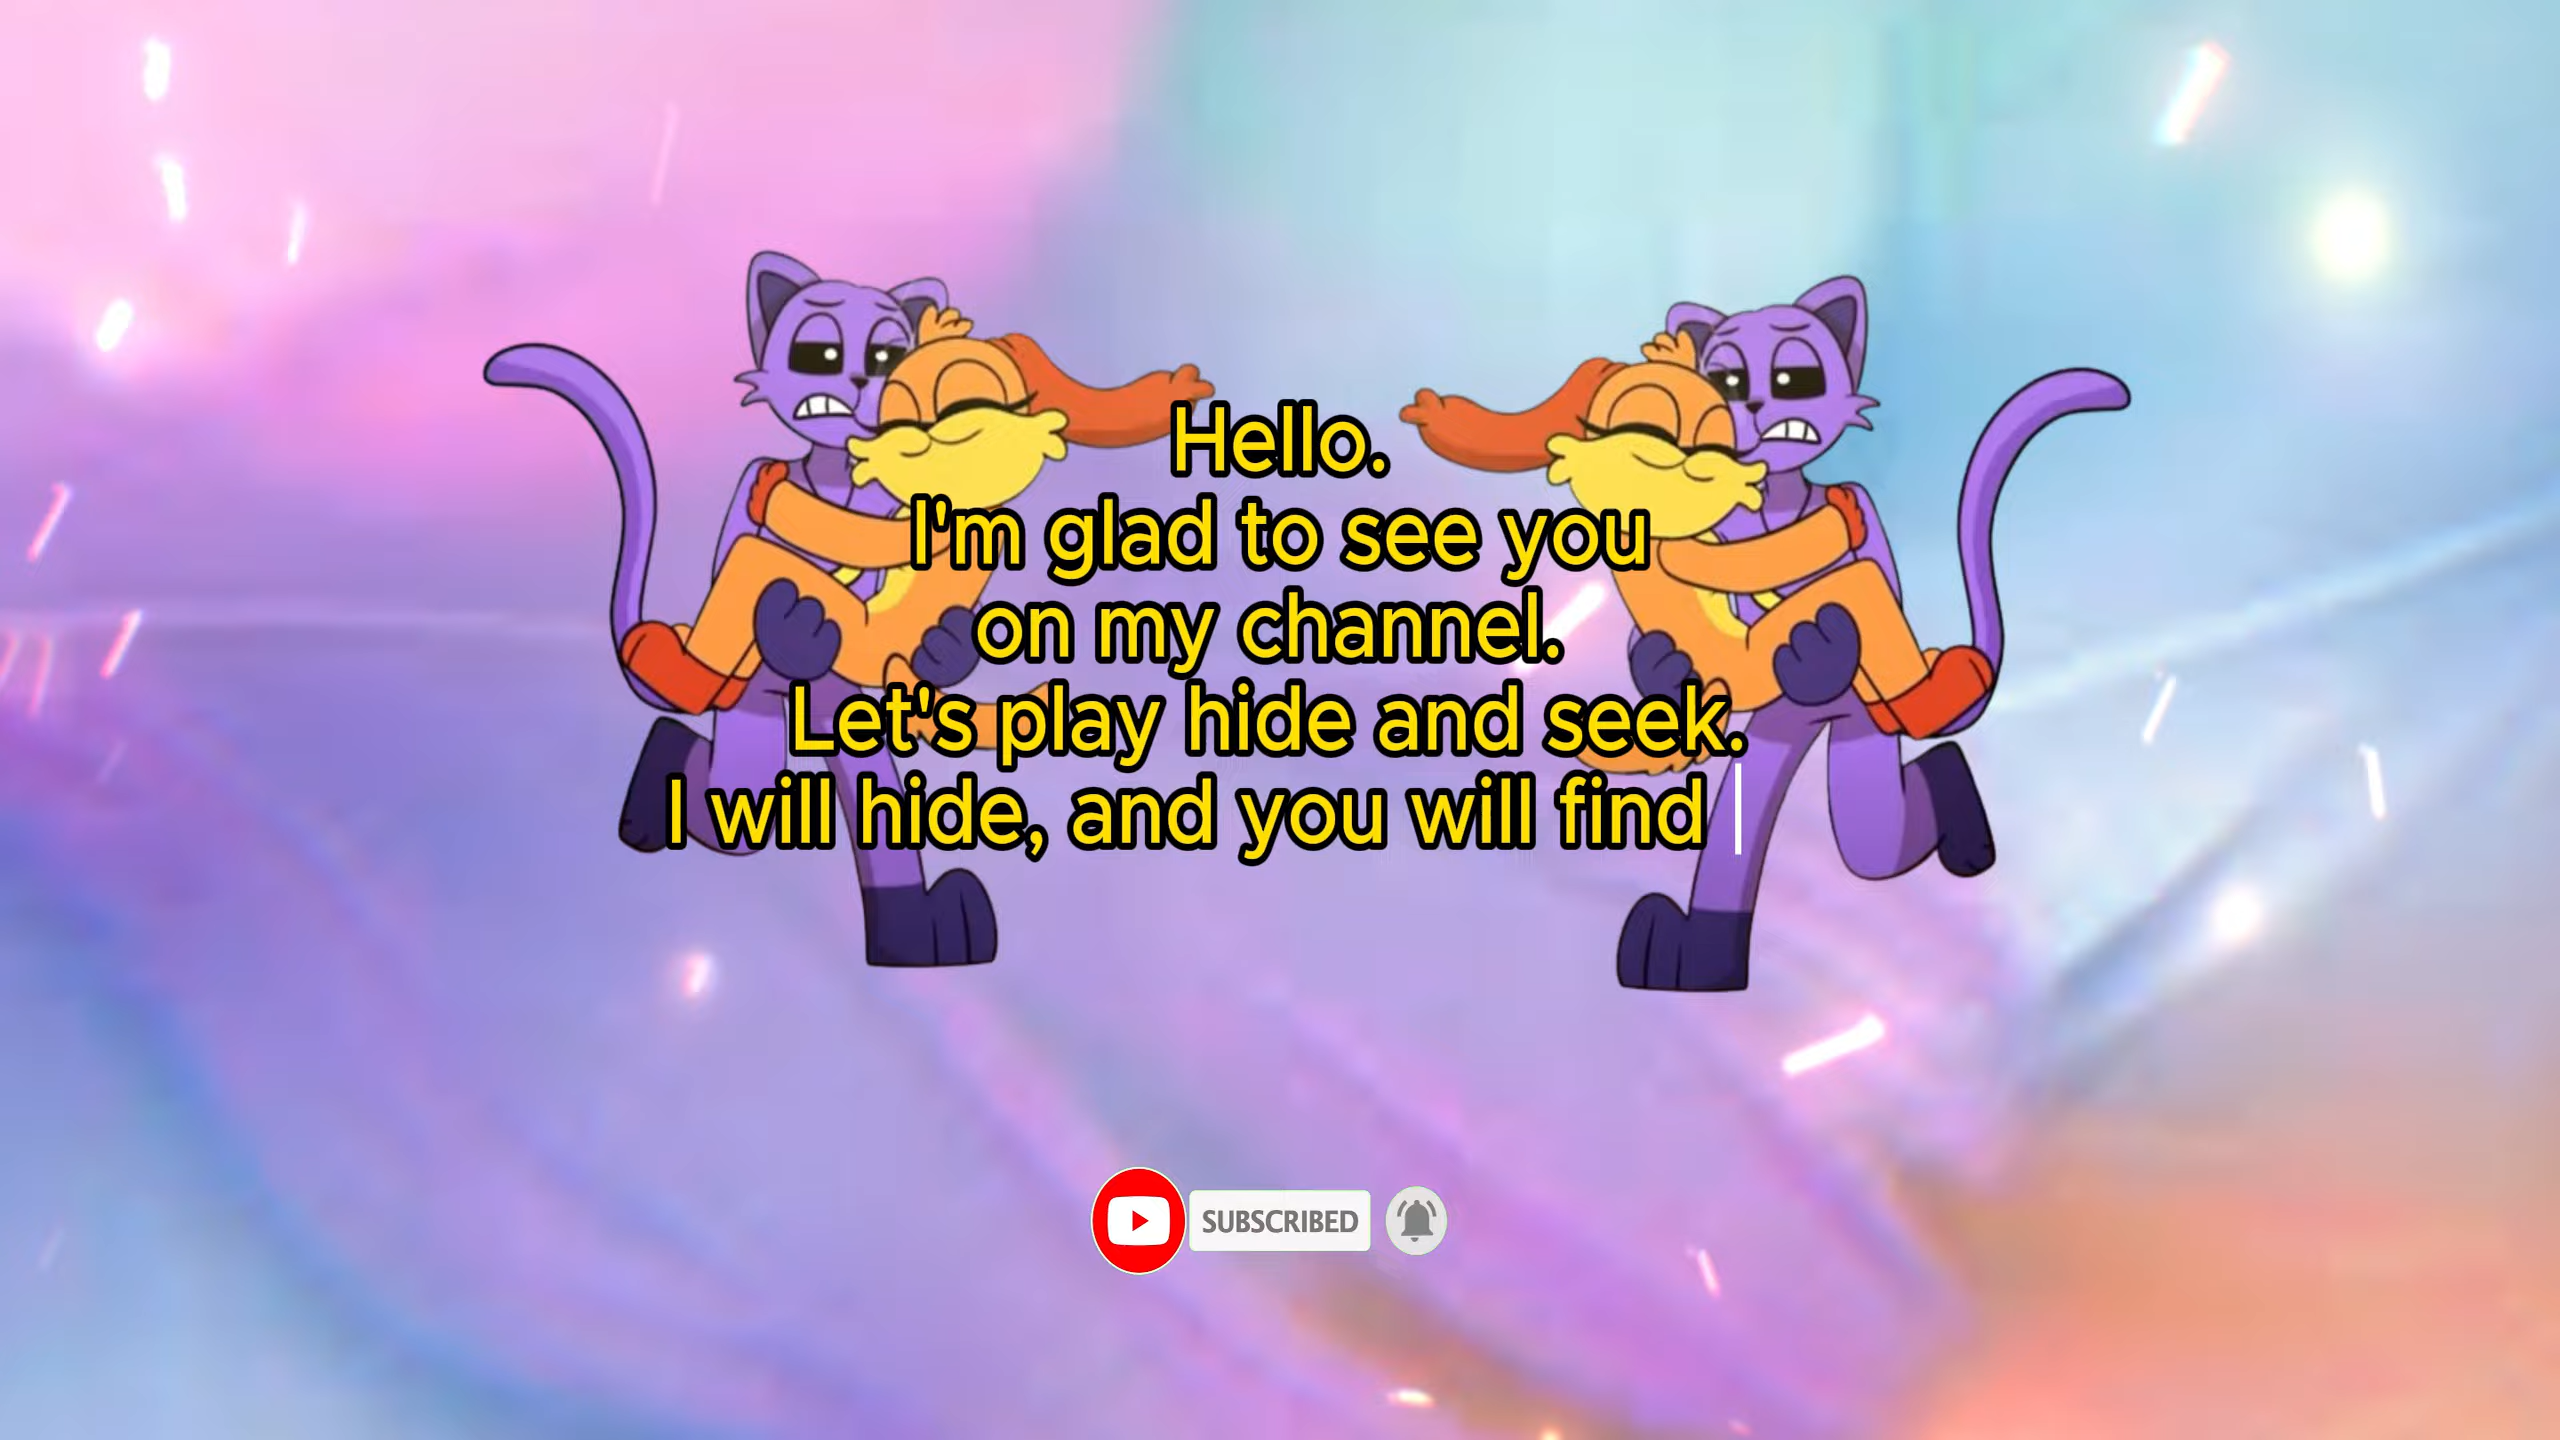 Hello.
I'm glad to see you
on my channel.
Let's play hide and seek.
I will hide, and you will find
SUBSCRIBED